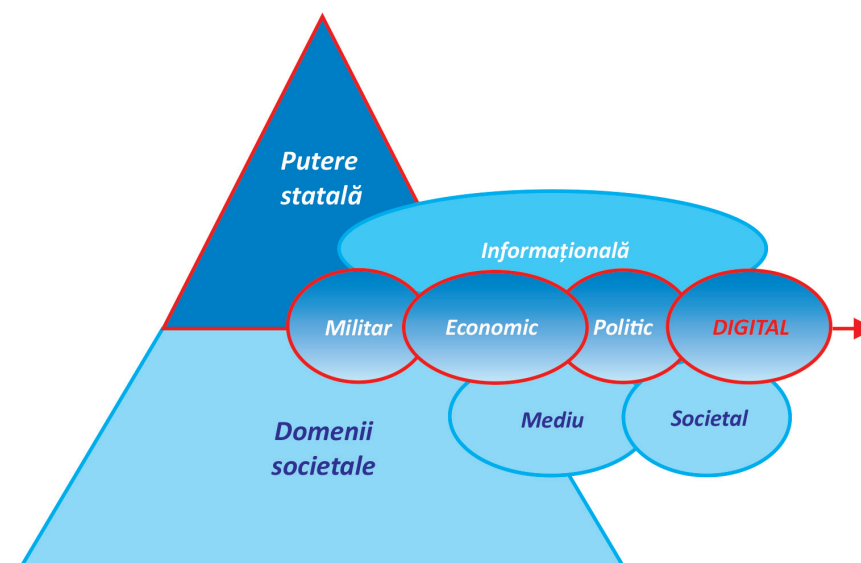 Putere
statală
Informațională
Militar
Economic
Politic
DIGITAL
Mediu
Societal
Domenii
societale